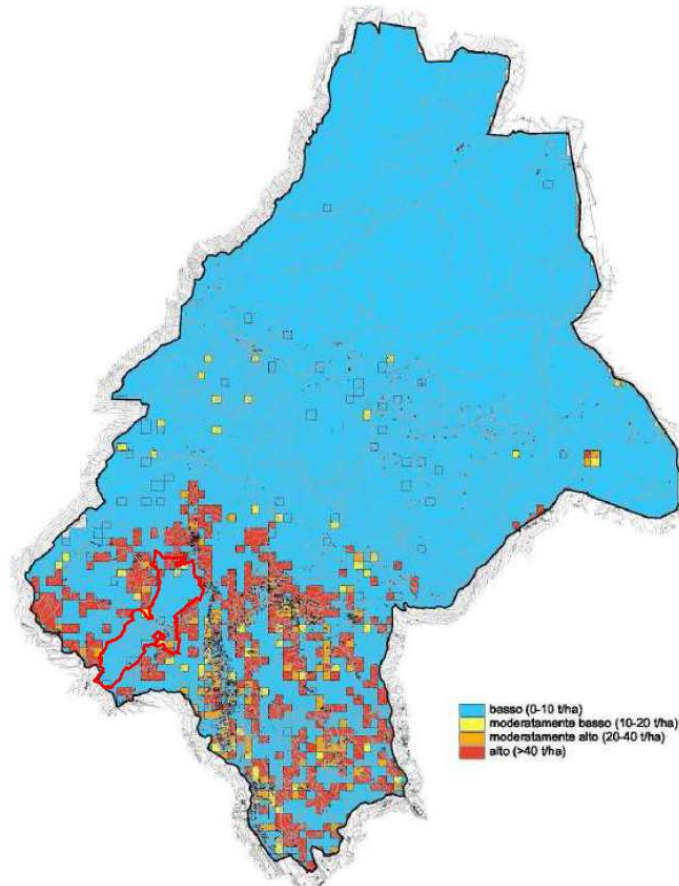 basso (0-10 t/ha)
moderatamente basso (10-20 t/ha)
moderatamente alto (20-40 t/ha)
alto (>40 t/ha)